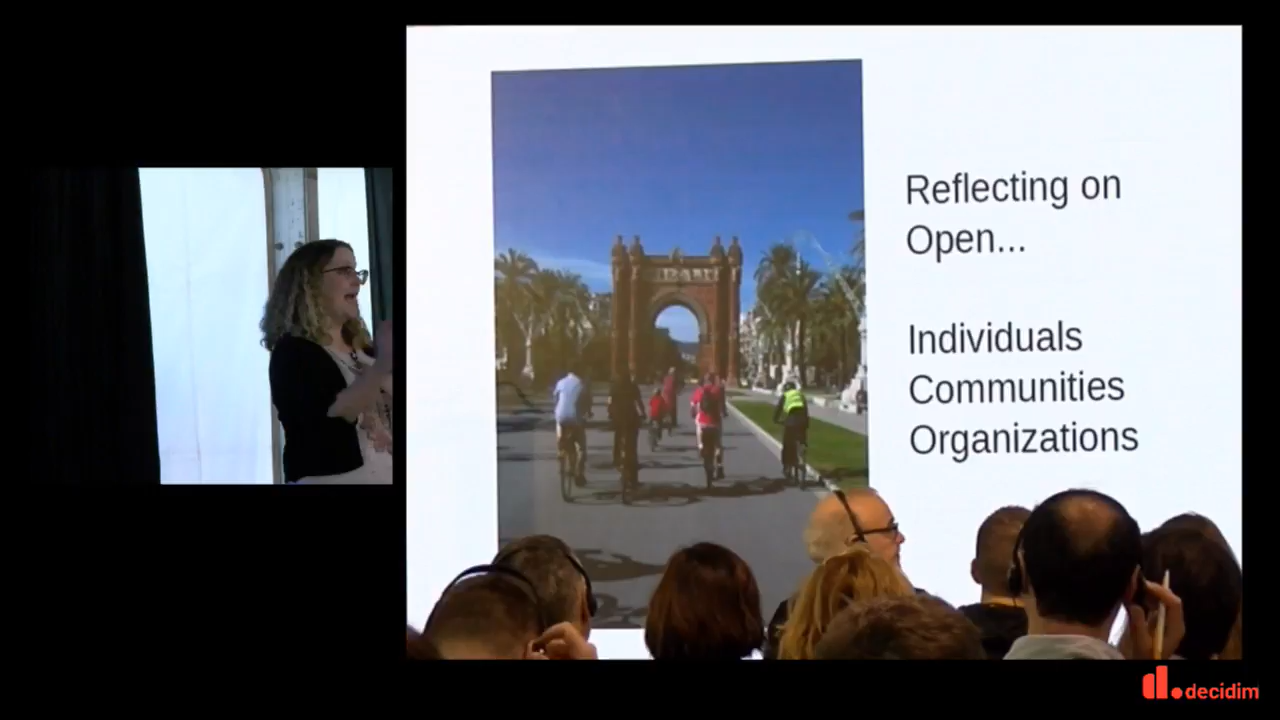 Reflecting on
Open...
Individuals
Communities
Organizations
decidim